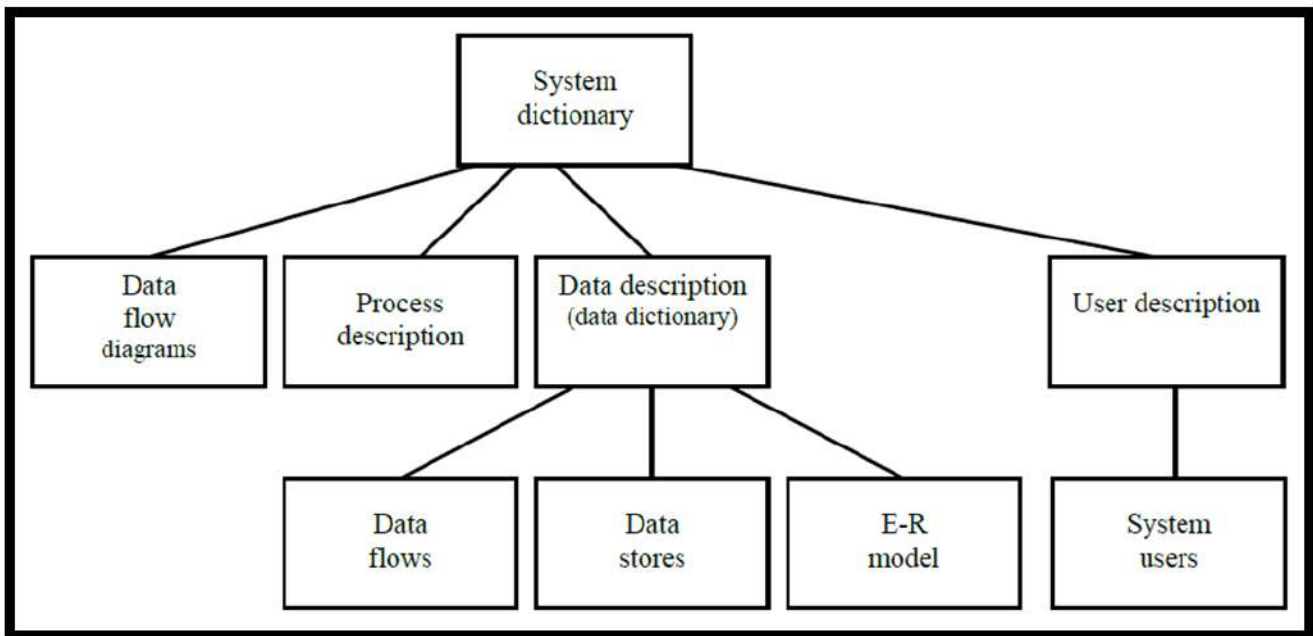 System
dictionary
Data
flow
diagrams
Process
description
Data description
(data dictionary)
User description
Data
flows
Data
stores
E-R
model
System
users